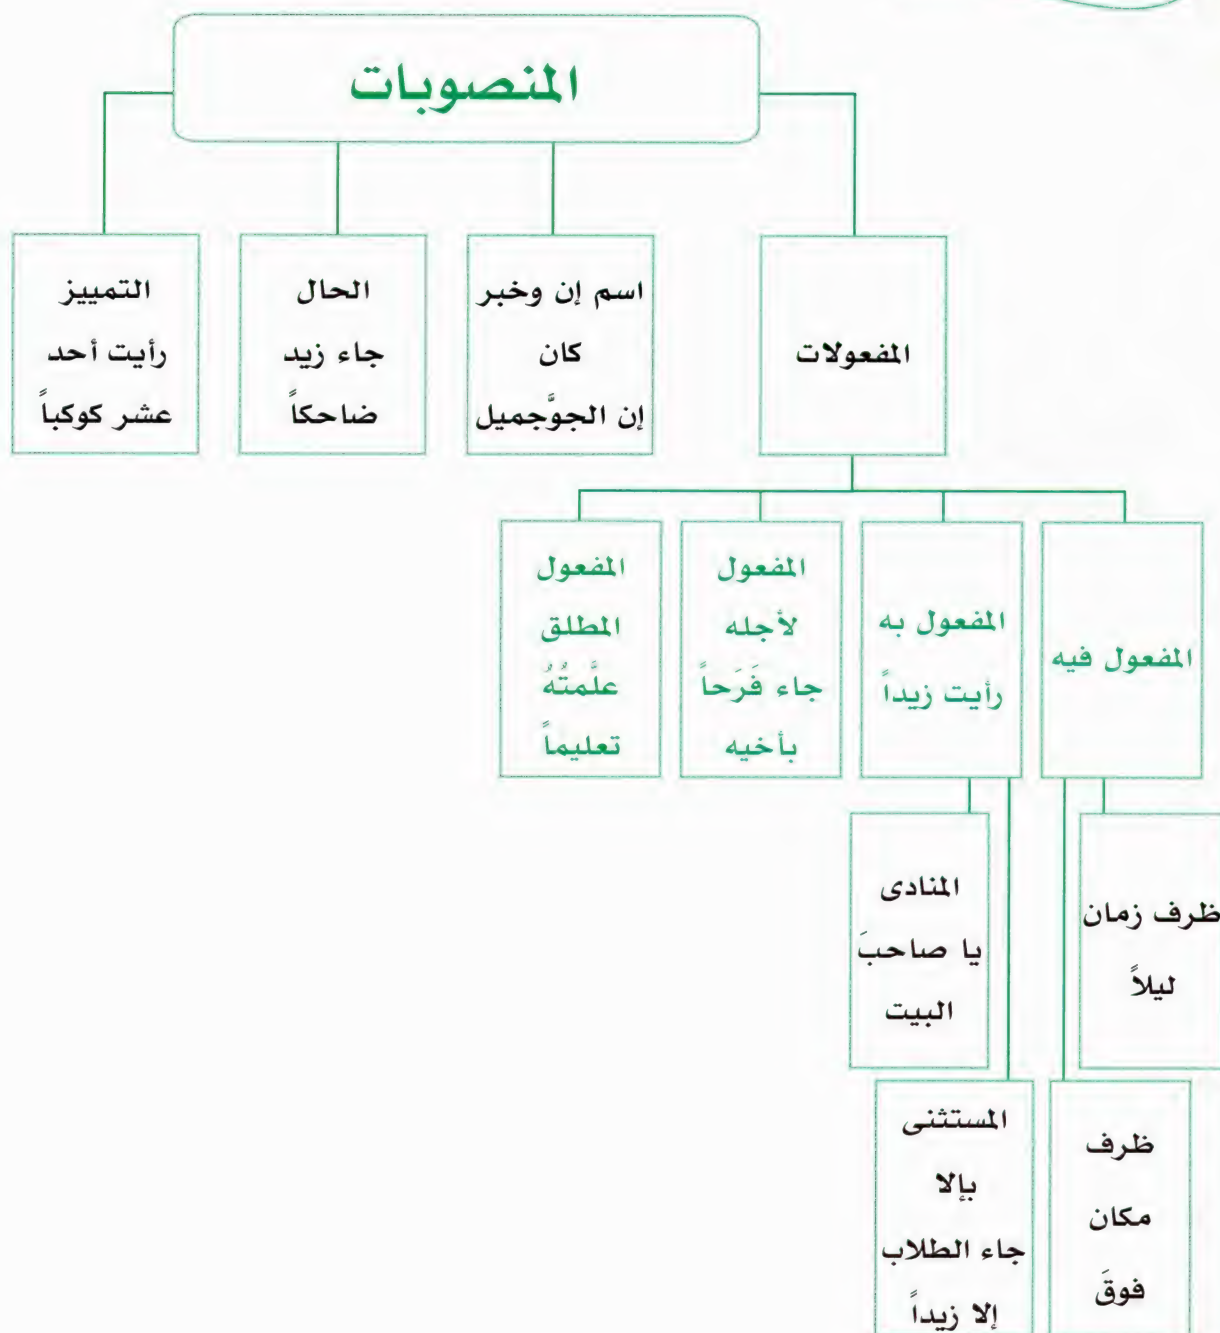 المنصوبات
المفعولات
اسم إن وخبر
كان
إن الجوَّجميل
الحال
جاء زيد
ضاحكاً
التمييز
رأيت أحد
عشر كوكباً
المفعول فيه
المفعول به
رأيت زيداً
المفعول
لأجله
جاء فَرَحاً
بأخيه
المفعول
المطلق
علَّمتُهُ
تعليماً
ظرف زمان
ليلاً
المنادى
يا صاحبَ
البيت
ظرف
مكان
فوقَ
المستثنى
بإلا
جاء الطلاب
إلا زيداً